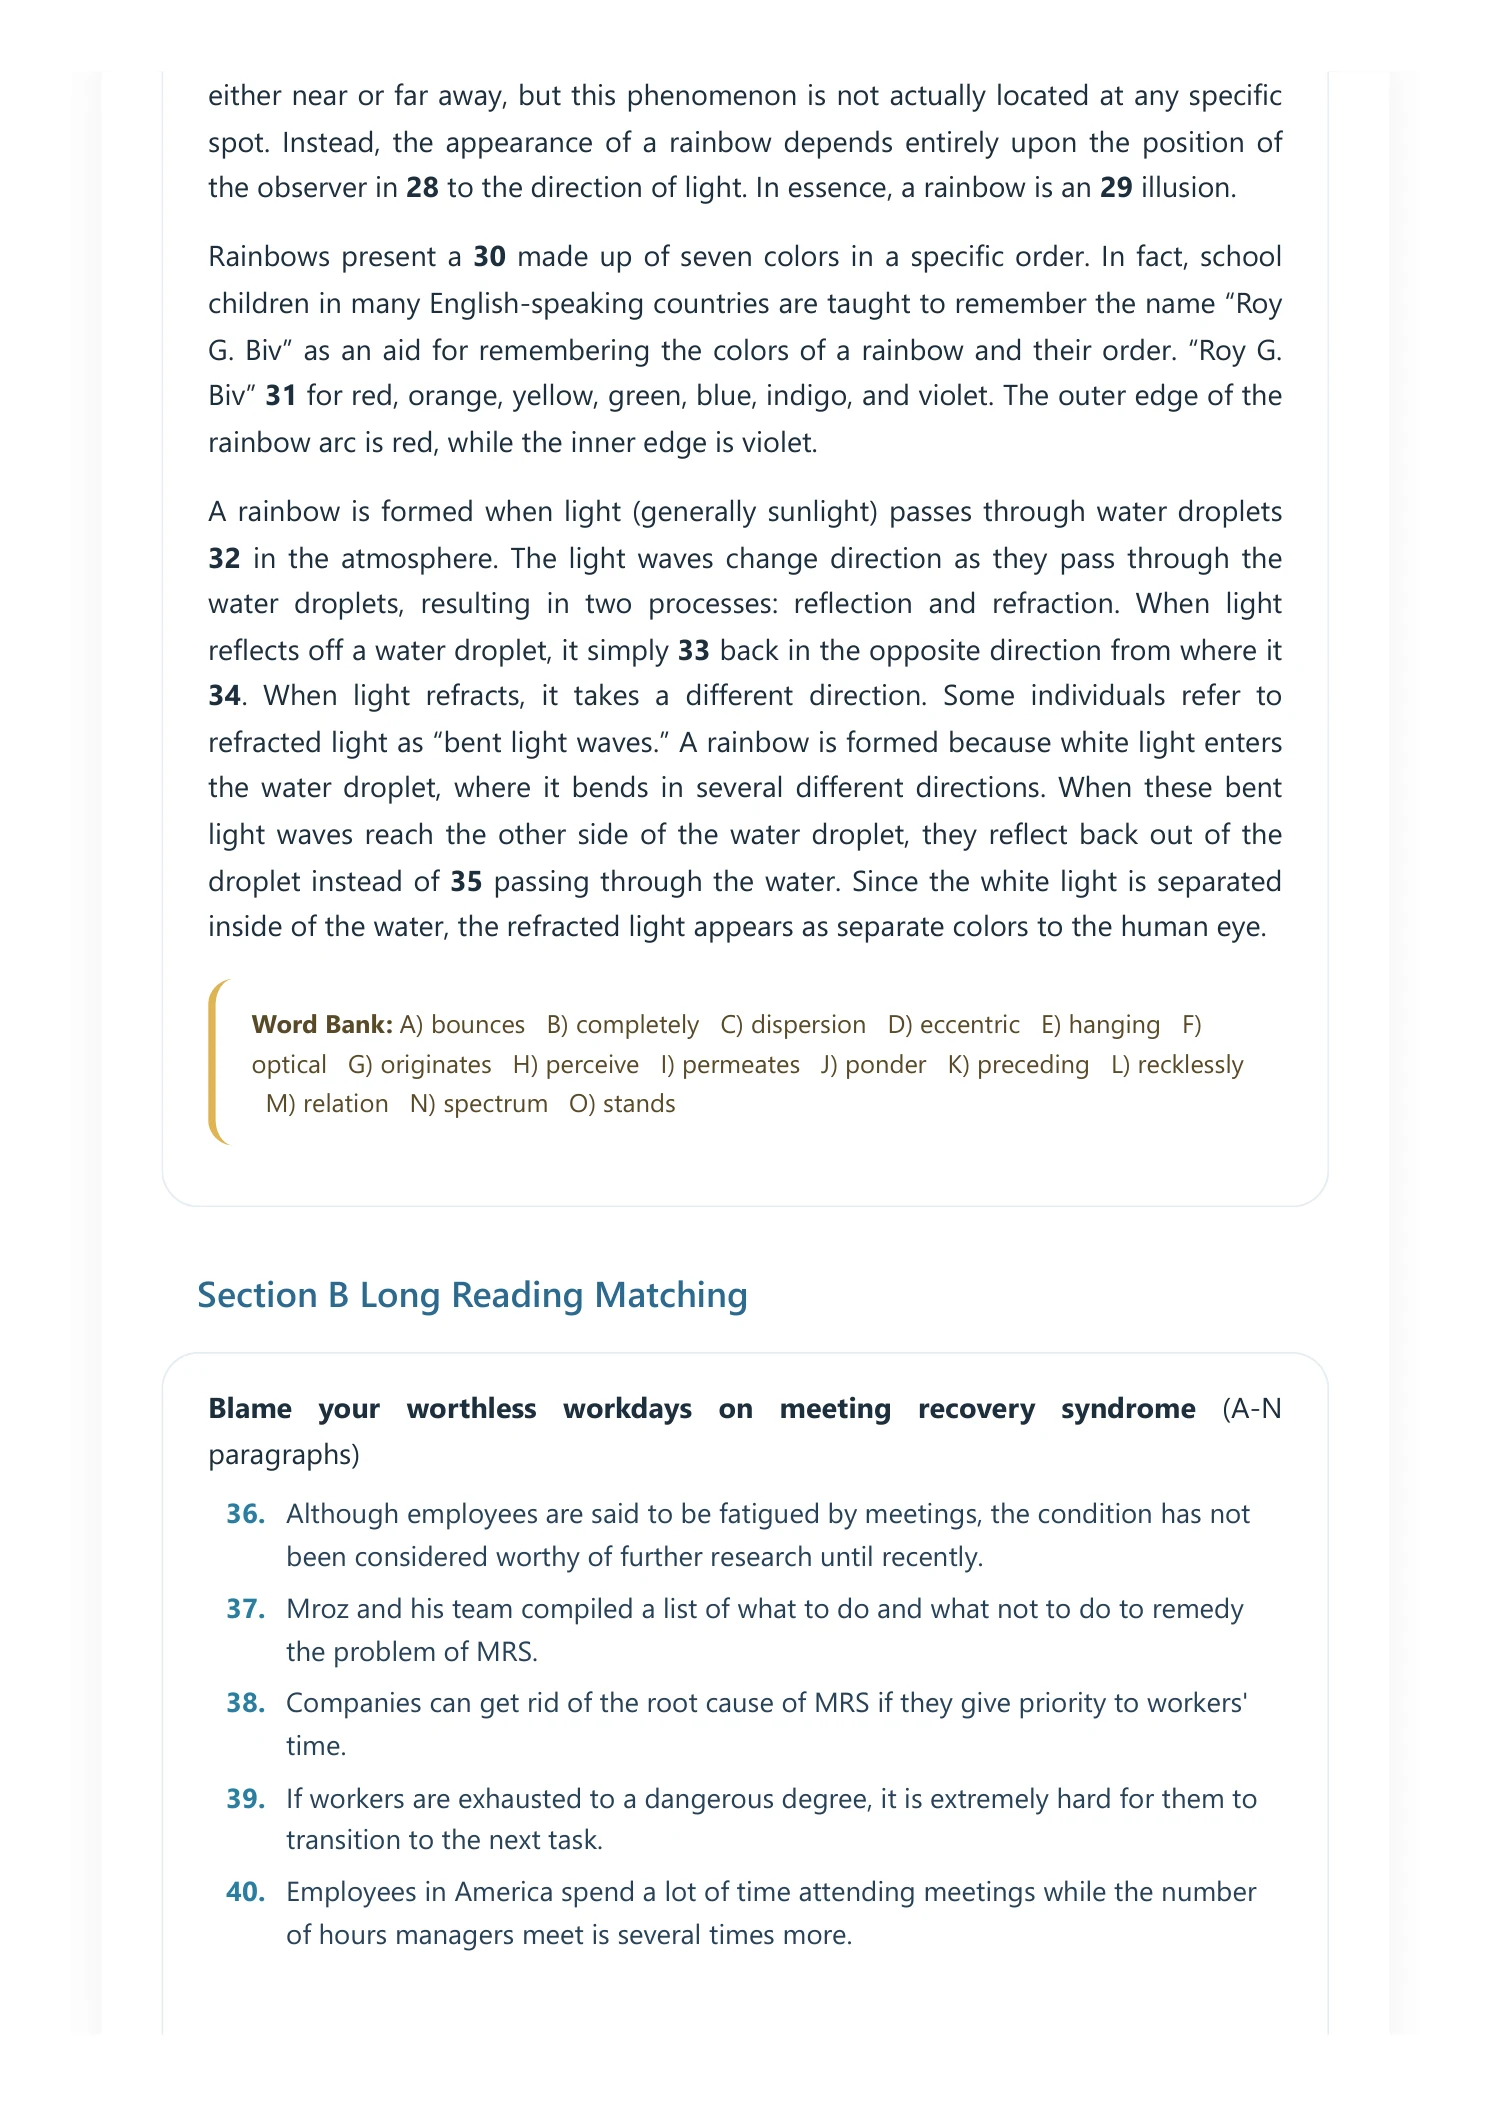 either near or far away, but this phenomenon is not actually located at any specific
spot. Instead, the appearance of a rainbow depends entirely upon the position of
the observer in 28 to the direction of light. In essence, a rainbow is an 29 illusion.
Rainbows present a 30 made up of seven colors in a specific order. In fact, school
children in many English-speaking countries are taught to remember the name “Roy
G. Biv” as an aid for remembering the colors of a rainbow and their order. “Roy G.
Biv” 31 for red, orange, yellow, green, blue, indigo, and violet. The outer edge of the
rainbow arc is red, while the inner edge is violet.
A rainbow is formed when light (generally sunlight) passes through water droplets
32 in the atmosphere. The light waves change direction as they pass through the
water droplets, resulting in two processes: reflection and refraction. When light
reflects off a water droplet, it simply 33 back in the opposite direction from where it
34. When light refracts, it takes a different direction. Some individuals refer to
refracted light as “bent light waves.” A rainbow is formed because white light enters
the water droplet, where it bends in several different directions. When these bent
light waves reach the other side of the water droplet, they reflect back out of the
droplet instead of 35 passing through the water. Since the white light is separated
inside of the water, the refracted light appears as separate colors to the human eye.
Word Bank: A) bounces B) completely C) dispersion D) eccentric E) hanging F)
optical G) originates H) perceive I) permeates J) ponder K) preceding L) recklessly
M) relation N) spectrum O) stands
Section B Long Reading Matching
Blame your worthless workdays on meeting recovery syndrome (A-N
paragraphs)
36. Although employees are said to be fatigued by meetings, the condition has not
been considered worthy of further research until recently.
37. Mroz and his team compiled a list of what to do and what not to do to remedy
the problem of MRS.
38. Companies can get rid of the root cause of MRS if they give priority to workers'
time.
39. If workers are exhausted to a dangerous degree, it is extremely hard for them to
transition to the next task.
40. Employees in America spend a lot of time attending meetings while the number
of hours managers meet is several times more.